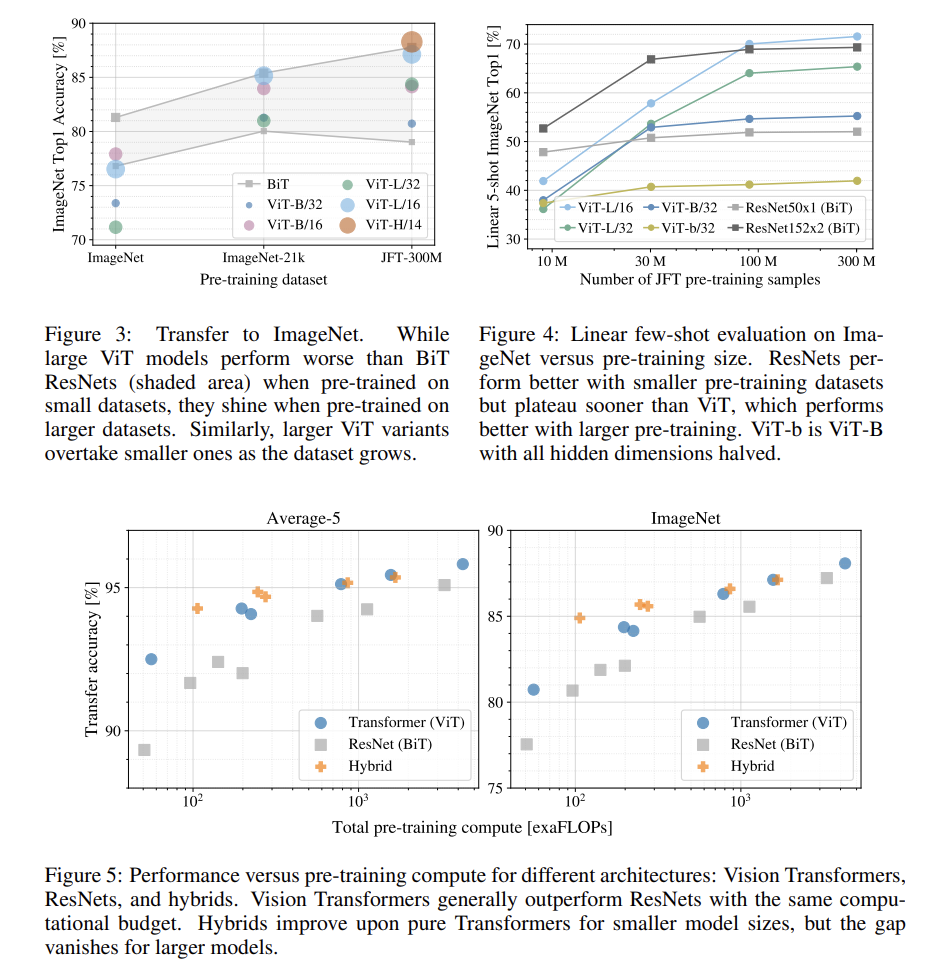 90
85
80
75
70
ImageNet Top1 Accuracy [%]
BiT
ViT-B/32
ViT-B/16
ViT-L/32
ViT-L/16
ViT-H/14
ImageNet
ImageNet-21k
JFT-300M
Pre-training dataset
70
60
50
40
30
Linear 5-shot ImageNet Top1 [%]
ViT-L/16
ViT-L/32
ViT-B/32
ViT-b/32
ResNet50x1 (BiT)
ResNet152x2 (BiT)
10 M
30 M
100 M
300 M
Number of JFT pre-training samples
Figure 3: Transfer to ImageNet. While
large ViT models perform worse than BiT
ResNets (shaded area) when pre-trained on
small datasets, they shine when pre-trained on
larger datasets. Similarly, larger ViT variants
overtake smaller ones as the dataset grows.
Figure 4: Linear few-shot evaluation on Ima-
geNet versus pre-training size. ResNets per-
form better with smaller pre-training datasets
but plateau sooner than ViT, which performs
better with larger pre-training. ViT-b is ViT-B
with all hidden dimensions halved.
Average-5
95
90
Transfer accuracy [%]
Transformer (ViT)
ResNet (BiT)
Hybrid
10²
10³
ImageNet
90
85
80
75
Transformer (ViT)
ResNet (BiT)
Hybrid
10²
10³
Total pre-training compute [exaFLOPs]
Figure 5: Performance versus pre-training compute for different architectures: Vision Transformers,
ResNets, and hybrids. Vision Transformers generally outperform ResNets with the same compu-
tational budget. Hybrids improve upon pure Transformers for smaller model sizes, but the gap
vanishes for larger models.